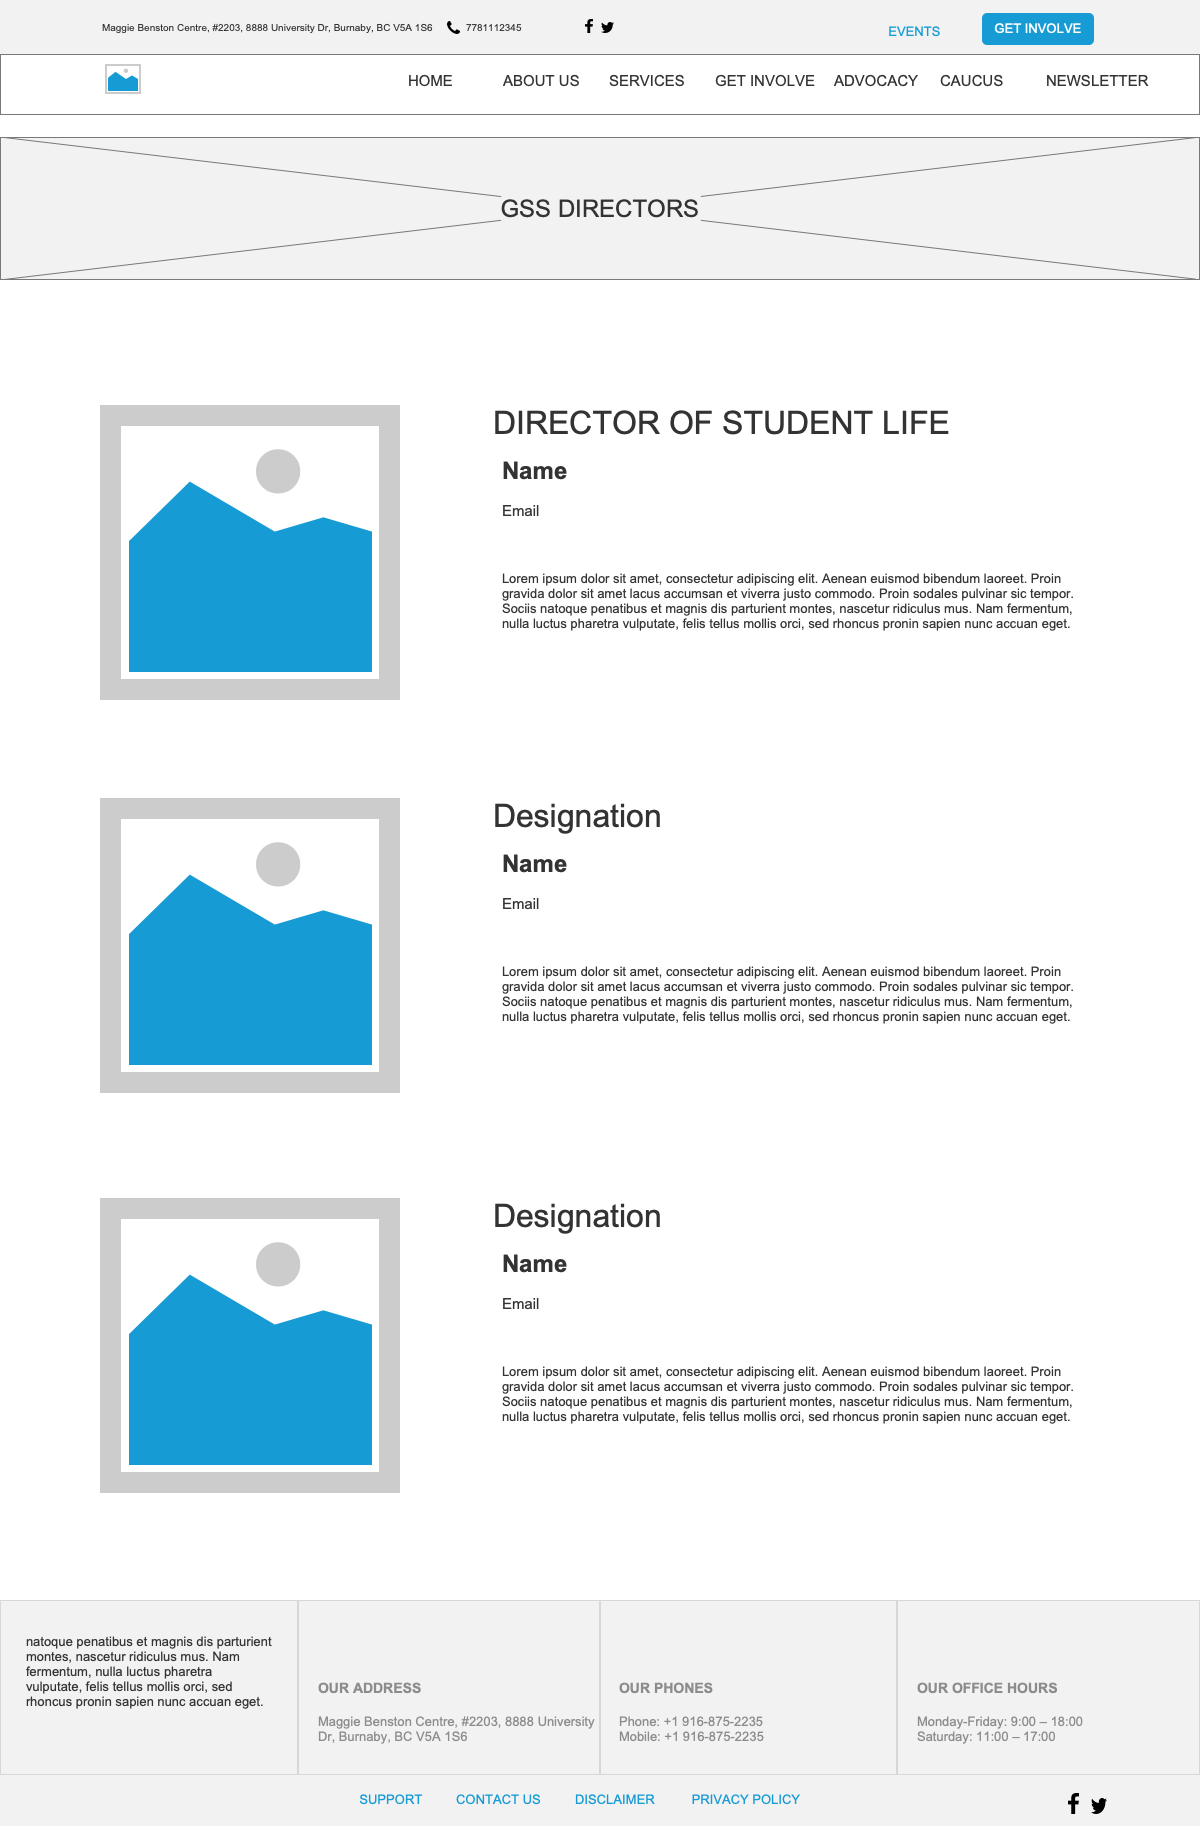 Maggie Benston Centre, #2203, 8888 University Dr, Burnaby, BC V5A 1S6 7781112345 EVENTS GET INVOLVE
HOME ABOUT US SERVICES GET INVOLVE ADVOCACY CAUCUS NEWSLETTER
GSS DIRECTORS
DIRECTOR OF STUDENT LIFE
Name
Email
Lorem ipsum dolor sit amet, consectetur adipiscing elit. Aenean euismod bibendum laoreet. Proin
gravida dolor sit amet lacus accumsan et viverra justo commodo. Proin sodales pulvinar sic tempor.
Sociis natoque penatibus et magnis dis parturient montes, nascetur ridiculus mus. Nam fermentum,
nulla luctus pharetra vulputate, felis tellus mollis orci, sed rhoncus pronin sapien nunc accuan eget.
Designation
Name
Email
Lorem ipsum dolor sit amet, consectetur adipiscing elit. Aenean euismod bibendum laoreet. Proin
gravida dolor sit amet lacus accumsan et viverra justo commodo. Proin sodales pulvinar sic tempor.
Sociis natoque penatibus et magnis dis parturient montes, nascetur ridiculus mus. Nam fermentum,
nulla luctus pharetra vulputate, felis tellus mollis orci, sed rhoncus pronin sapien nunc accuan eget.
Designation
Name
Email
Lorem ipsum dolor sit amet, consectetur adipiscing elit. Aenean euismod bibendum laoreet. Proin
gravida dolor sit amet lacus accumsan et viverra justo commodo. Proin sodales pulvinar sic tempor.
Sociis natoque penatibus et magnis dis parturient montes, nascetur ridiculus mus. Nam fermentum,
nulla luctus pharetra vulputate, felis tellus mollis orci, sed rhoncus pronin sapien nunc accuan eget.
natoque penatibus et magnis dis parturient
montes, nascetur ridiculus mus. Nam
fermentum, nulla luctus pharetra
vulputate, felis tellus mollis orci, sed
rhoncus pronin sapien nunc accuan eget.
OUR ADDRESS
Maggie Benston Centre, #2203, 8888 University
Dr, Burnaby, BC V5A 1S6
OUR PHONES
Phone: +1 916-875-2235
Mobile: +1 916-875-2235
OUR OFFICE HOURS
Monday-Friday: 9:00 – 18:00
Saturday: 11:00 – 17:00
SUPPORT CONTACT US DISCLAIMER PRIVACY POLICY